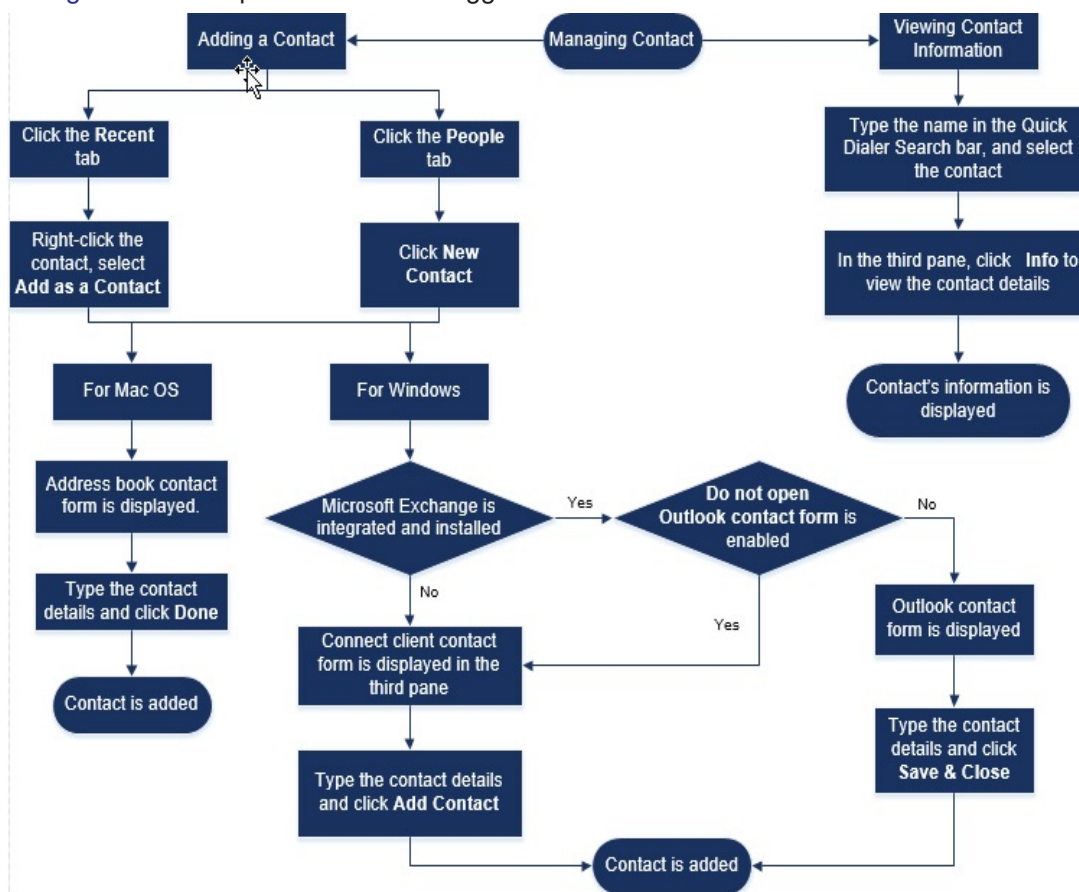 Adding a Contact
Managing Contact
Viewing Contact
Information
Click the Recent
tab
Click the People
tab
Type the name in the Quick
Dialer Search bar, and select
the contact
Right-click the
contact, select
Add as a Contact
Click New
Contact
In the third pane, click Info to
view the contact details
For Mac OS
For Windows
Contact's information is
displayed
Address book contact
form is displayed.
Microsoft Exchange is
integrated and installed
Yes
Do not open
Outlook contact form is
enabled
No
Type the contact
details and click Done
No
Yes
Outlook contact
form is displayed
Connect client contact
form is displayed in the
third pane
Contact is added
Type the contact
details and click
Save & Close
Type the contact details
and click Add Contact
Contact is added